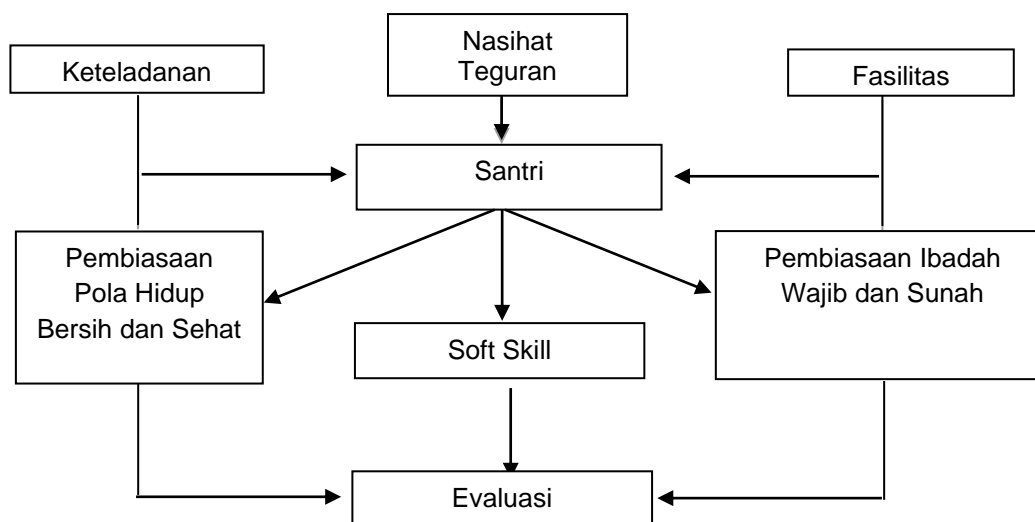 Keteladanan
Nasihat
Teguran
Fasilitas
Santri
Pembiasaan
Pola Hidup
Bersih dan Sehat
Soft Skill
Pembiasaan Ibadah
Wajib dan Sunah
Evaluasi